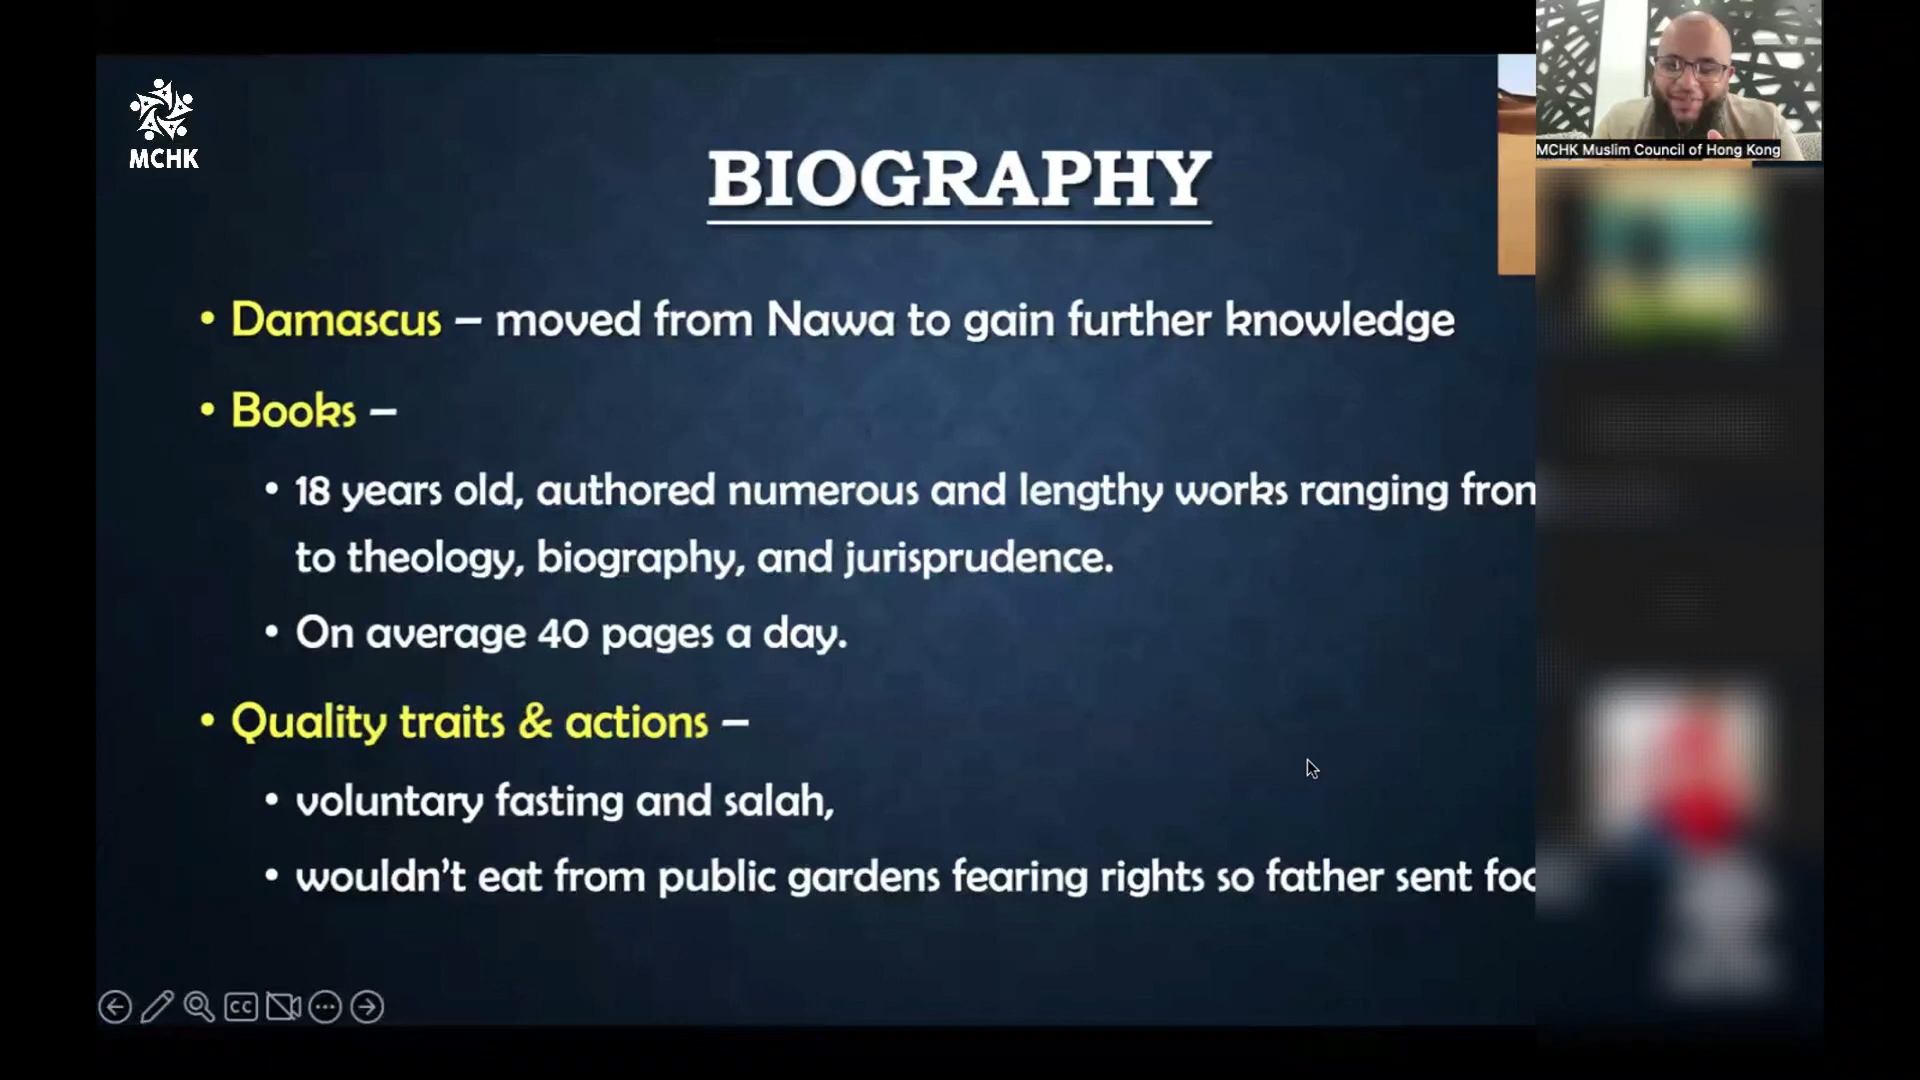 MCHK
BIOGRAPHY
• Damascus – moved from Nawa to gain further knowledge
• Books –
• 18 years old, authored numerous and lengthy works ranging
to theology, biography, and jurisprudence.
• On average 40 pages a day.
• Quality traits & actions –
• voluntary fasting and salah,
• wouldn't eat from public gardens fearing rights so father sent
MCHK Muslim Council of Hong Kong
CC